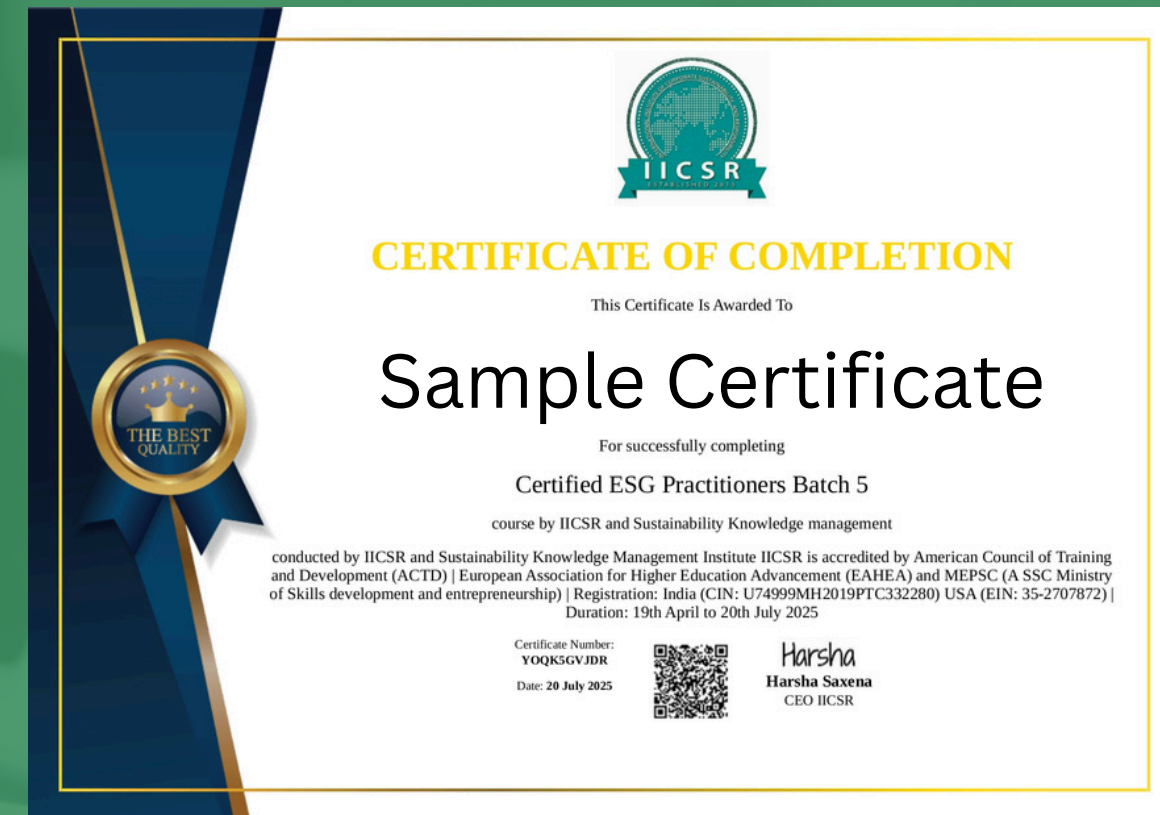 IICSR
ESTABLISHED 2013
CERTIFICATE OF COMPLETION
This Certificate Is Awarded To
Sample Certificate
THE BEST
QUALITY
For successfully completing
Certified ESG Practitioners Batch 5
course by IICSR and Sustainability Knowledge management
conducted by IICSR and Sustainability Knowledge Management Institute IICSR is accredited by American Council of Training
and Development (ACTD) | European Association for Higher Education Advancement (EAHEA) and MEPSC (A SSC Ministry
of Skills development and entrepreneurship) | Registration: India (CIN: U74999MH2019PTC332280) USA (EIN: 35-2707872) |
Duration: 19th April to 20th July 2025
Certificate Number:
YOQK5GVJDR
Date: 20 July 2025
Harsha
Harsha Saxena
CEO IICSR